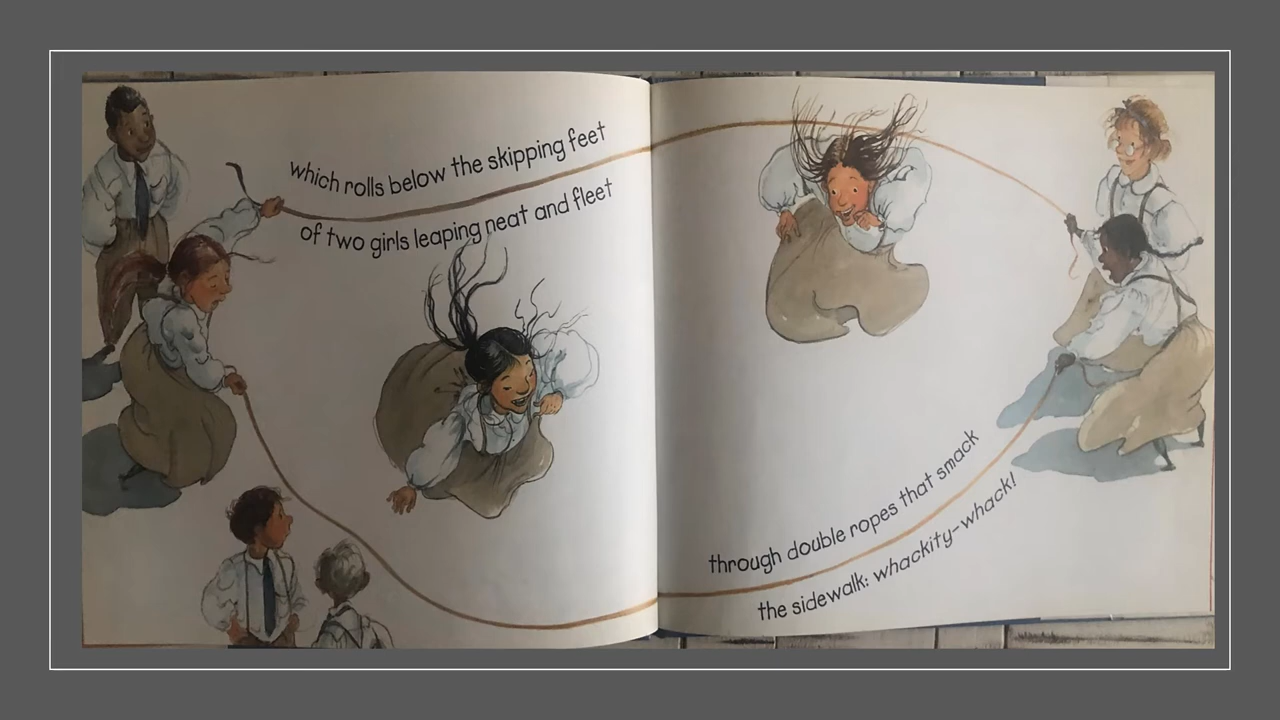 which rolls below the skipping feet
of two girls leaping neat and fleet
through double ropes that smack
the sidewalk: whackity-whack!